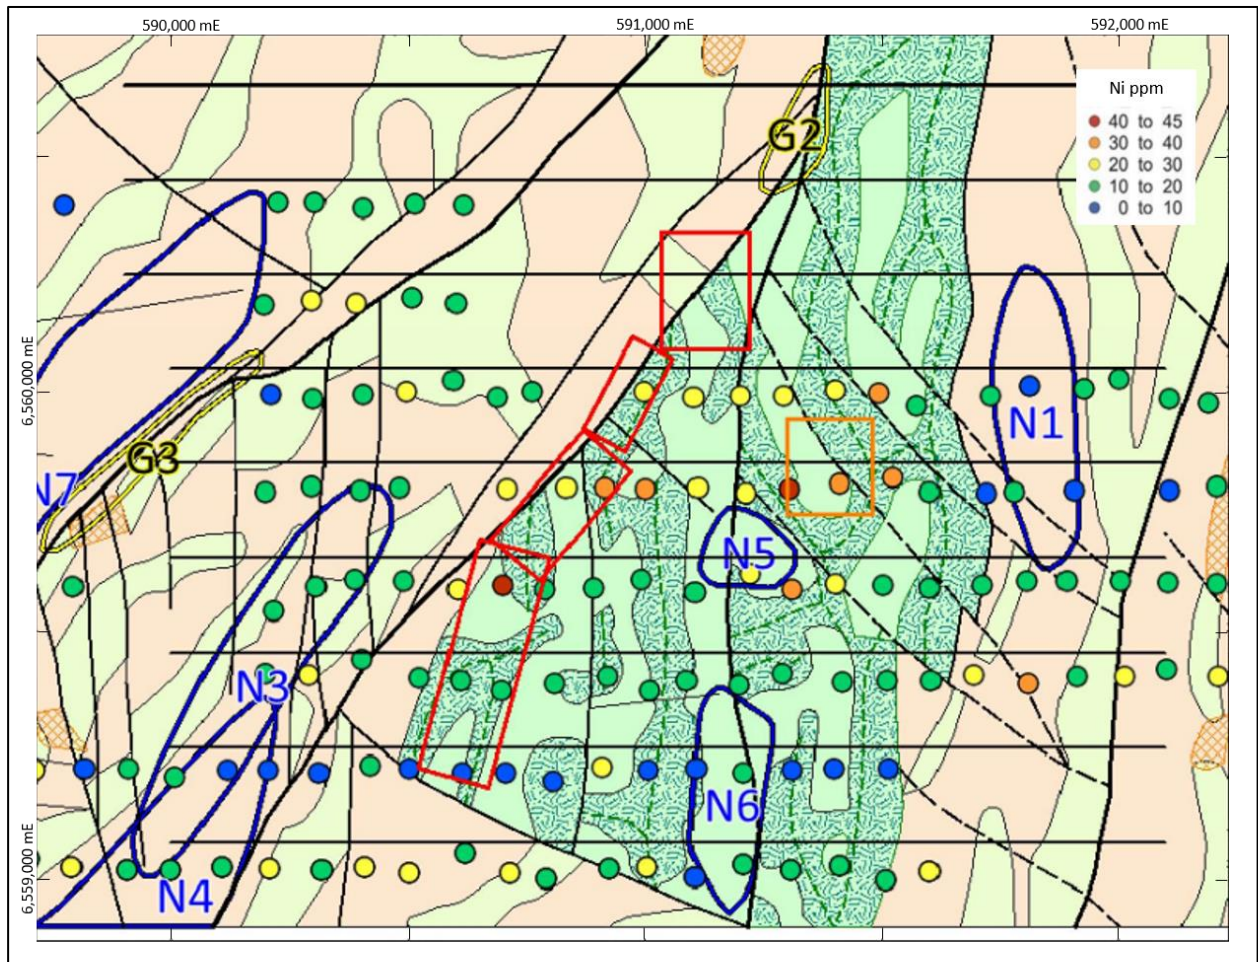 590,000 mE
591,000 mE
592,000 mE
Ni ppm
40 to 45
30 to 40
20 to 30
10 to 20
0 to 10
G2
6,560,000 mE
N1
G3
N7
N5
N3
N6
6,559,000 mE
N4